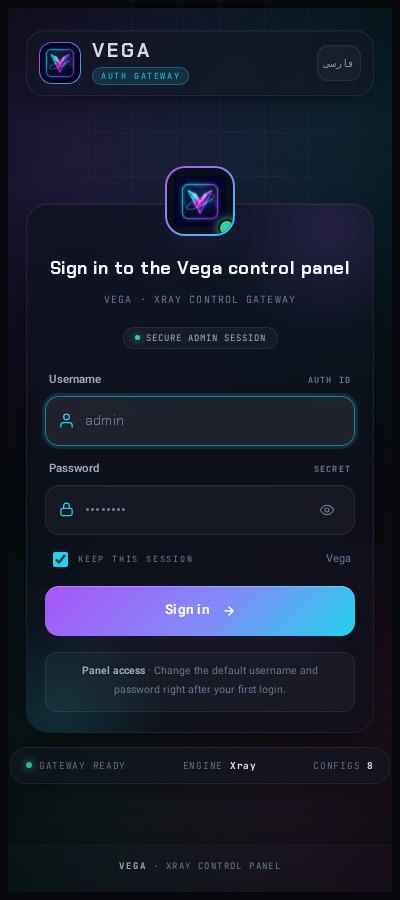 VEGA
AUTH GATEWAY
فارسی
Sign in to the Vega control panel
VEGA · XRAY CONTROL GATEWAY
SECURE ADMIN SESSION
Username AUTH ID
admin
Password SECRET
••••••••
KEEP THIS SESSION Vega
Sign in →
Panel access · Change the default username and
password right after your first login.
GATEWAY READY ENGINE Xray CONFIGS 8
VEGA · XRAY CONTROL PANEL